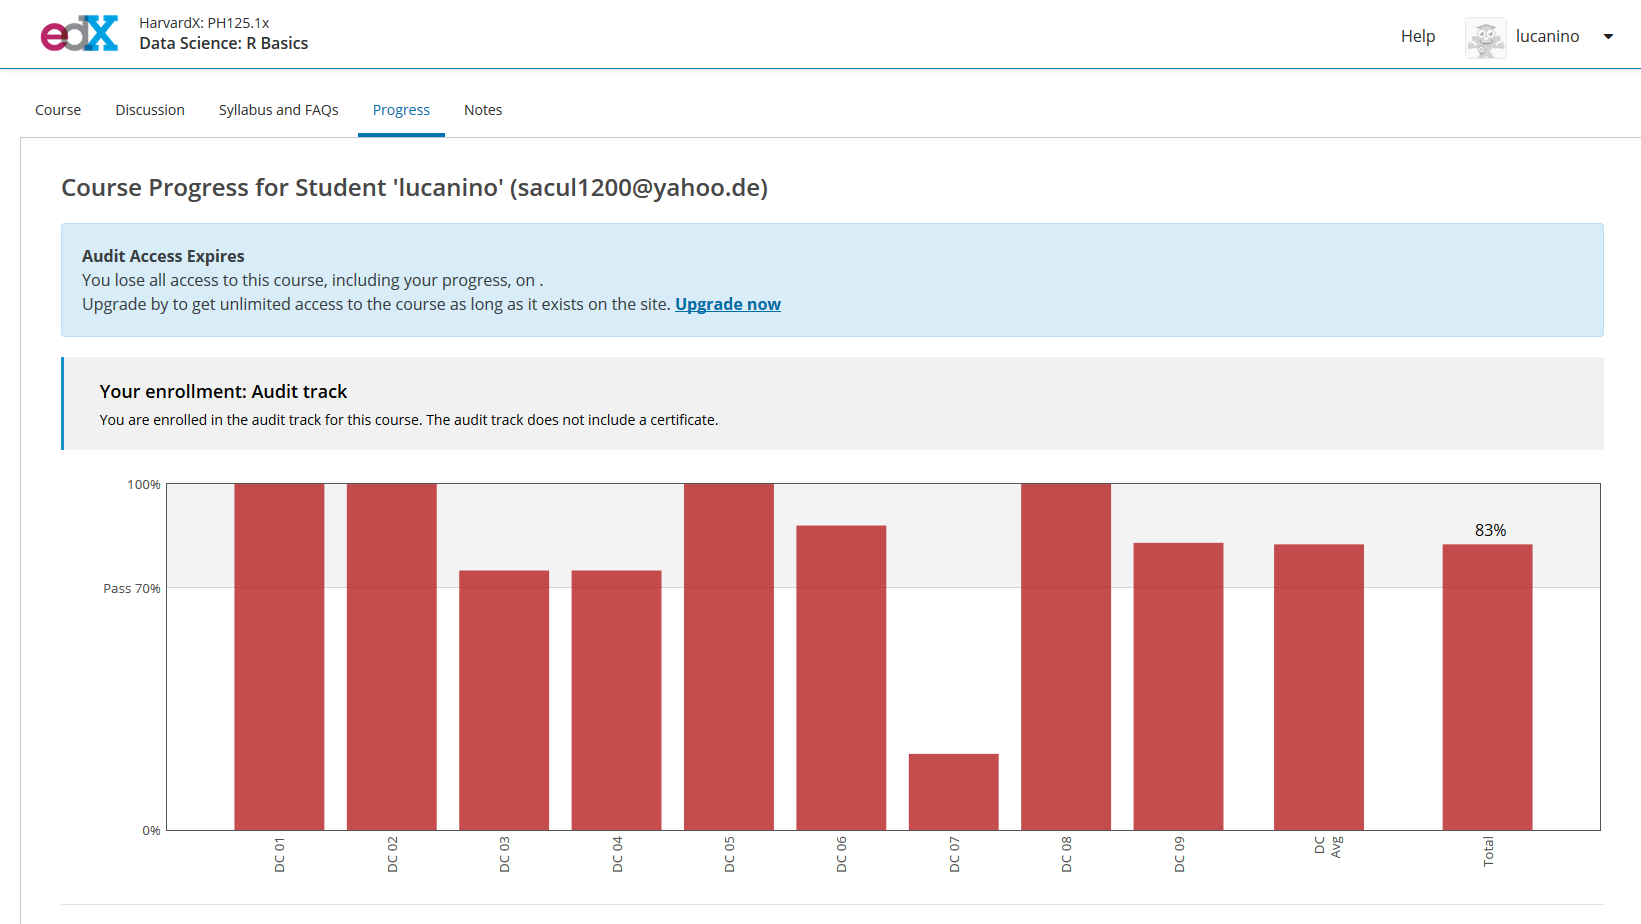 edX
HarvardX: PH125.1x
Data Science: R Basics
Help
lucanino
Course
Discussion
Syllabus and FAQs
Progress
Notes
Course Progress for Student 'lucanino' (sacul1200@yahoo.de)
Audit Access Expires
You lose all access to this course, including your progress, on .
Upgrade by to get unlimited access to the course as long as it exists on the site. Upgrade now
Your enrollment: Audit track
You are enrolled in the audit track for this course. The audit track does not include a certificate.
100%
83%
Pass 70%
0%
DC 01
DC 02
DC 03
DC 04
DC 05
DC 06
DC 07
DC 08
DC 09
DC
Avg
Total